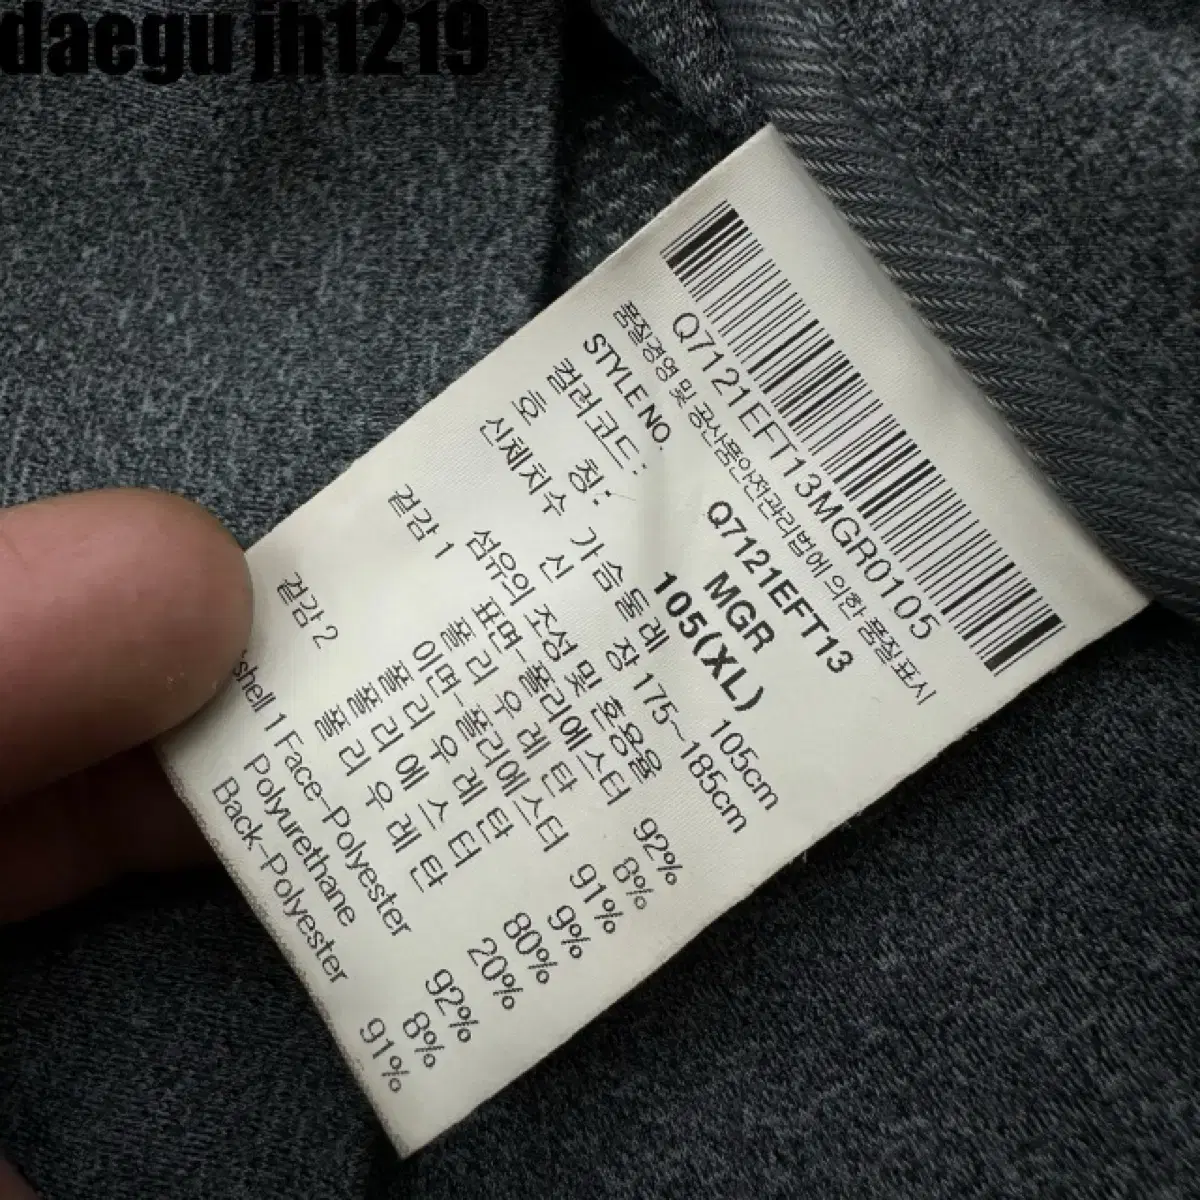 daegu jh1219
Q7121EFT13MGR0105
품질경영 및 공산품안전관리법에 의한 품질표시
STYLE NO. Q7121EFT13
컬러코드: MGR
호 칭: 105(XL)
신체치수 가슴둘레 105cm
신 장 175~185cm
섬유의 조성 및 혼용율
겉감 1 표면-폴리에스터 92%
폴리우레탄 8%
이면-폴리에스터 91%
폴리우레탄 9%
겉감 2 폴리에스터 80%
폴리우레탄 20%
shell 1 Face-Polyester 92%
Polyurethane 8%
Back-Polyester 91%